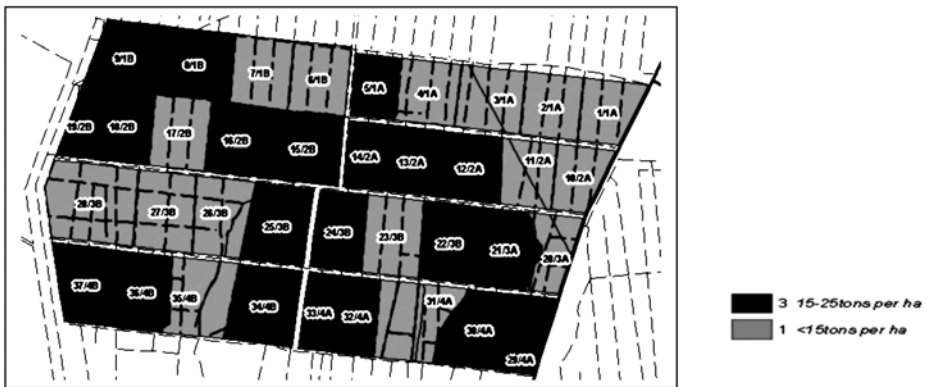 9/1B 8/1B 7/1B 6/1B 5/1A 4/1A 3/1A 2/1A 1/1A
19/2B 18/2B 17/2B 16/2B 15/2B 14/2A 13/2A 12/2A 11/2A 10/2A
28/3B 27/3B 26/3B 25/3B 24/3B 23/3B 22/3B 21/3A 20/3A
37/4B 36/4B 35/4B 34/4B 33/4A 32/4A 31/4A 30/4A 29/4A
3 15-25tons per ha
1 <15tons per ha